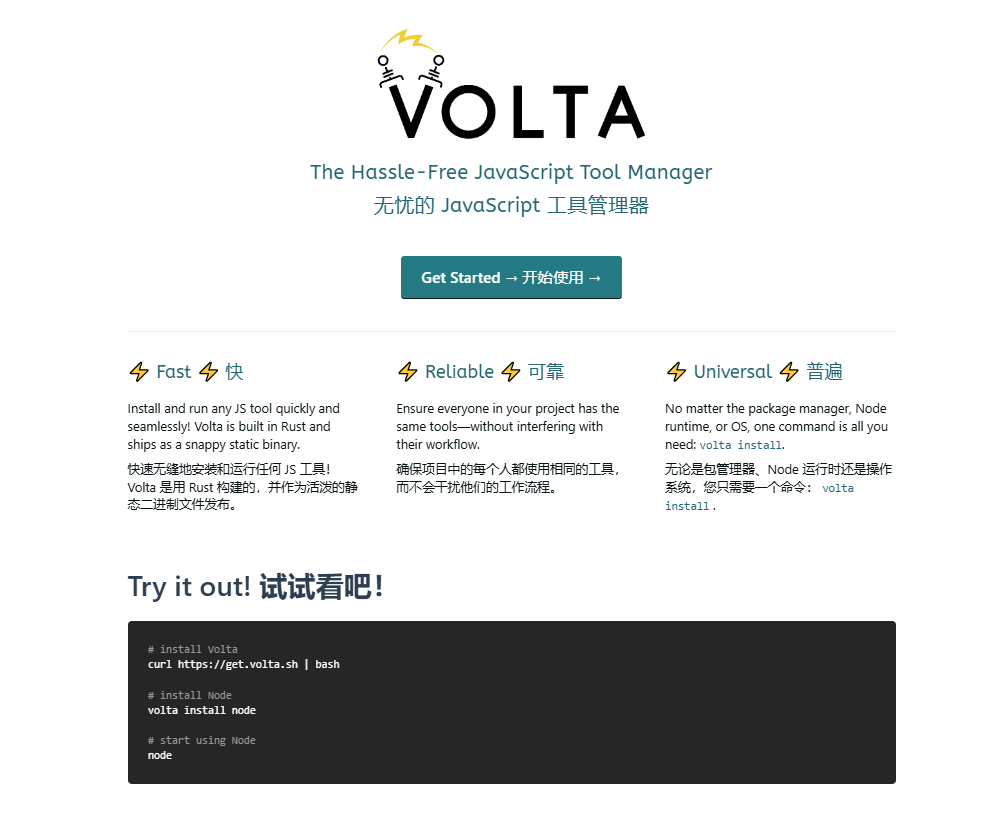 VOLTA
The Hassle-Free JavaScript Tool Manager
无忧的 JavaScript 工具管理器
Get Started → 开始使用 →
⚡ Fast ⚡ 快
Install and run any JS tool quickly and
seamlessly! Volta is built in Rust and
ships as a snappy static binary.
快速无缝地安装和运行任何 JS 工具！
Volta 是用 Rust 构建的，并作为活泼的静
态二进制文件发布。
⚡ Reliable ⚡ 可靠
Ensure everyone in your project has the
same tools—without interfering with
their workflow.
确保项目中的每个人都使用相同的工具，
而不会干扰他们的工作流程。
⚡ Universal ⚡ 普遍
No matter the package manager, Node
runtime, or OS, one command is all you
need: volta install.
无论是包管理器、Node 运行时还是操作
系统，您只需要一个命令： volta
install .
Try it out! 试试看吧！
# install Volta
curl https://get.volta.sh | bash
# install Node
volta install node
# start using Node
node